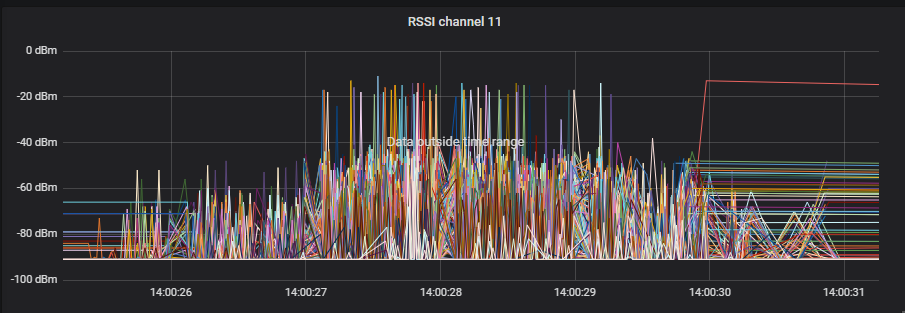 RSSI channel 11
0 dBm
-20 dBm
-40 dBm
Data outside time range
-60 dBm
-80 dBm
-100 dBm
14:00:26 14:00:27 14:00:28 14:00:29 14:00:30 14:00:31